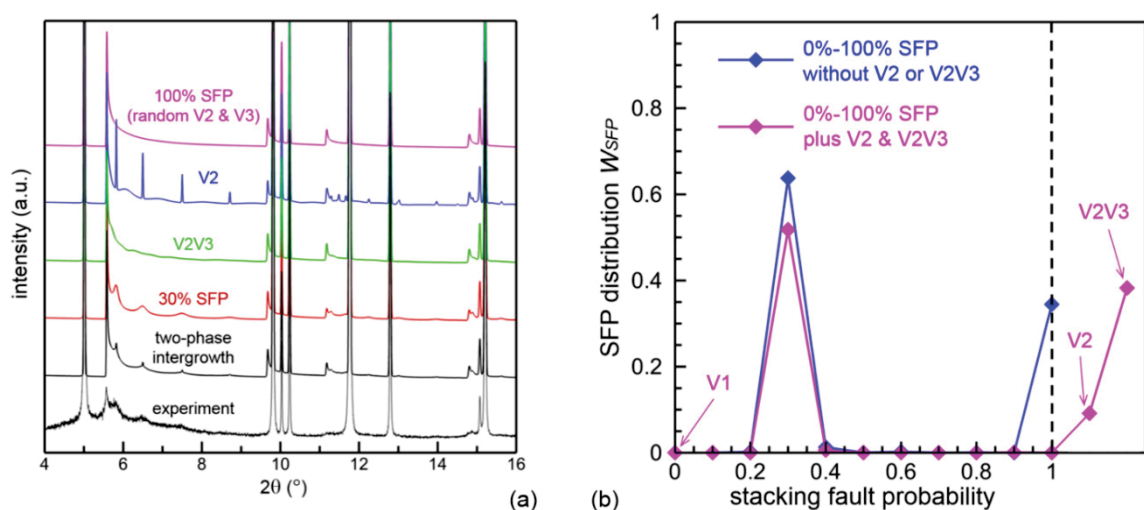 intensity (a.u.)
100% SFP
(random V2 & V3)
V2
V2V3
30% SFP
two-phase
intergrowth
experiment
4 6 8 10 12 14 16
2θ (°)
(a)
SFP distribution W_SFP
1
0.8
0.6
0.4
0.2
0
0%-100% SFP
without V2 or V2V3
0%-100% SFP
plus V2 & V2V3
V2V3
V2
V1
0 0.2 0.4 0.6 0.8 1
stacking fault probability
(b)